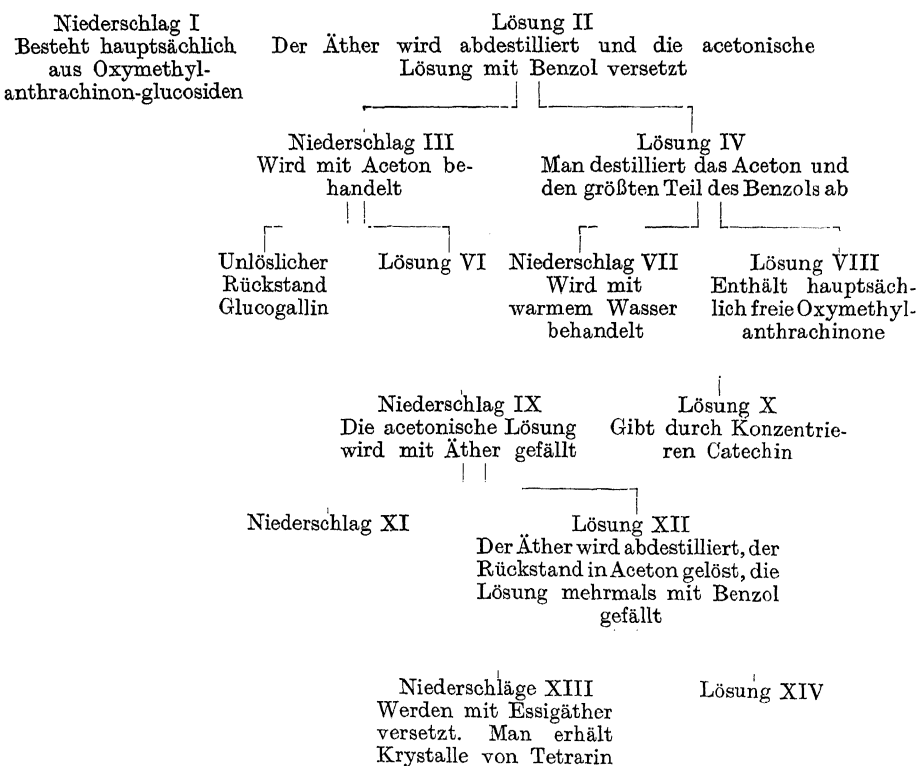 Niederschlag I
Besteht hauptsächlich
aus Oxymethyl-
anthrachinon-glucosiden
Lösung II
Der Äther wird abdestilliert und die acetonische
Lösung mit Benzol versetzt
Niederschlag III
Wird mit Aceton be-
handelt
Lösung IV
Man destilliert das Aceton und
den größten Teil des Benzols ab
Unlöslicher
Rückstand
Glucogallin
Lösung VI
Niederschlag VII
Wird mit
warmem Wasser
behandelt
Lösung VIII
Enthält hauptsäch-
lich freie Oxymethyl-
anthrachinone
Niederschlag IX
Die acetonische Lösung
wird mit Äther gefällt
Lösung X
Gibt durch Konzentrie-
ren Catechin
Niederschlag XI
Lösung XII
Der Äther wird abdestilliert, der
Rückstand in Aceton gelöst, die
Lösung mehrmals mit Benzol
gefällt
Niederschläge XIII
Werden mit Essigäther
versetzt. Man erhält
Krystalle von Tetrarin
Lösung XIV